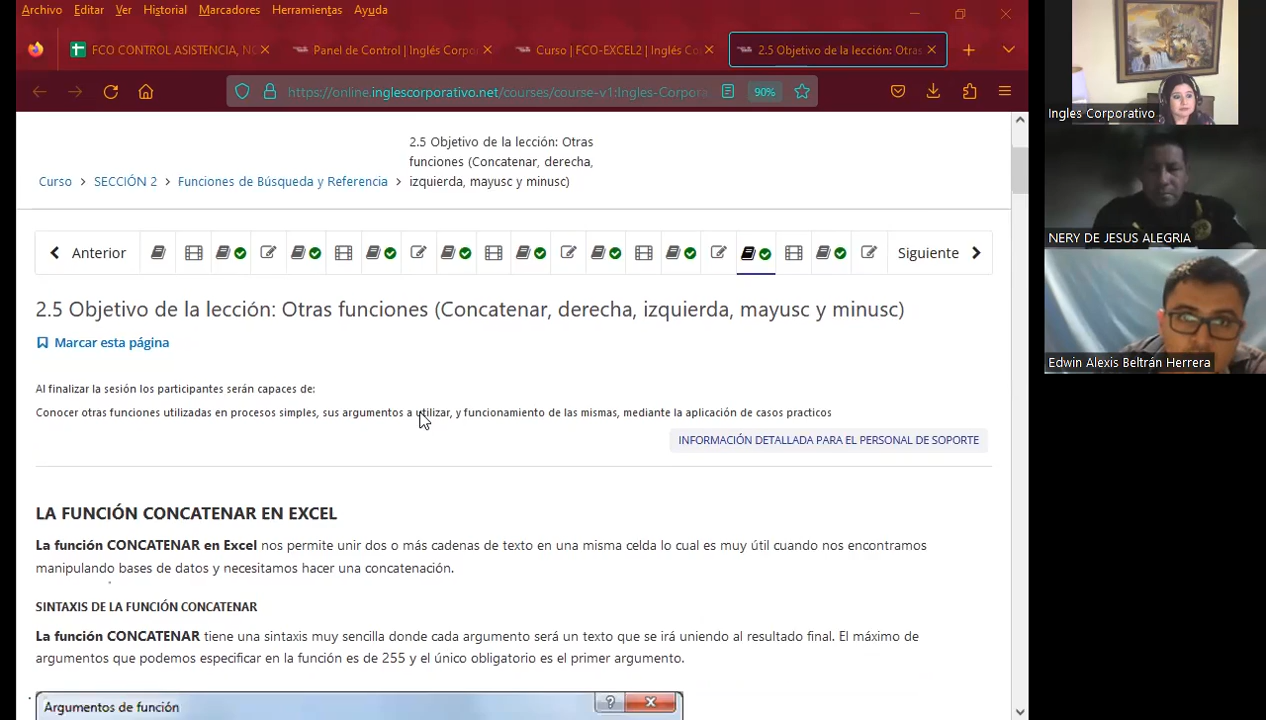 Archivo Editar Ver Historial Marcadores Herramientas Ayuda
FCO CONTROL ASISTENCIA, NO
Panel de Control | Inglés Corpo
Curso | FCO-EXCEL2 | Inglés Co
2.5 Objetivo de la lección: Otras
https://online.inglescorporativo.net/courses/course-v1:Ingles-Corpora
90%
2.5 Objetivo de la lección: Otras
funciones (Concatenar, derecha,
izquierda, mayusc y minusc)
Curso > SECCIÓN 2 > Funciones de Búsqueda y Referencia >
Anterior
Siguiente
2.5 Objetivo de la lección: Otras funciones (Concatenar, derecha, izquierda, mayusc y minusc)
Marcar esta página
Al finalizar la sesión los participantes serán capaces de:
Conocer otras funciones utilizadas en procesos simples, sus argumentos a utilizar, y funcionamiento de las mismas, mediante la aplicación de casos practicos
INFORMACIÓN DETALLADA PARA EL PERSONAL DE SOPORTE
LA FUNCIÓN CONCATENAR EN EXCEL
La función CONCATENAR en Excel nos permite unir dos o más cadenas de texto en una misma celda lo cual es muy útil cuando nos encontramos
manipulando bases de datos y necesitamos hacer una concatenación.
SINTAXIS DE LA FUNCIÓN CONCATENAR
La función CONCATENAR tiene una sintaxis muy sencilla donde cada argumento será un texto que se irá uniendo al resultado final. El máximo de
argumentos que podemos especificar en la función es de 255 y el único obligatorio es el primer argumento.
Argumentos de función
Ingles Corporativo
NERY DE JESUS ALEGRIA
Edwin Alexis Beltrán Herrera